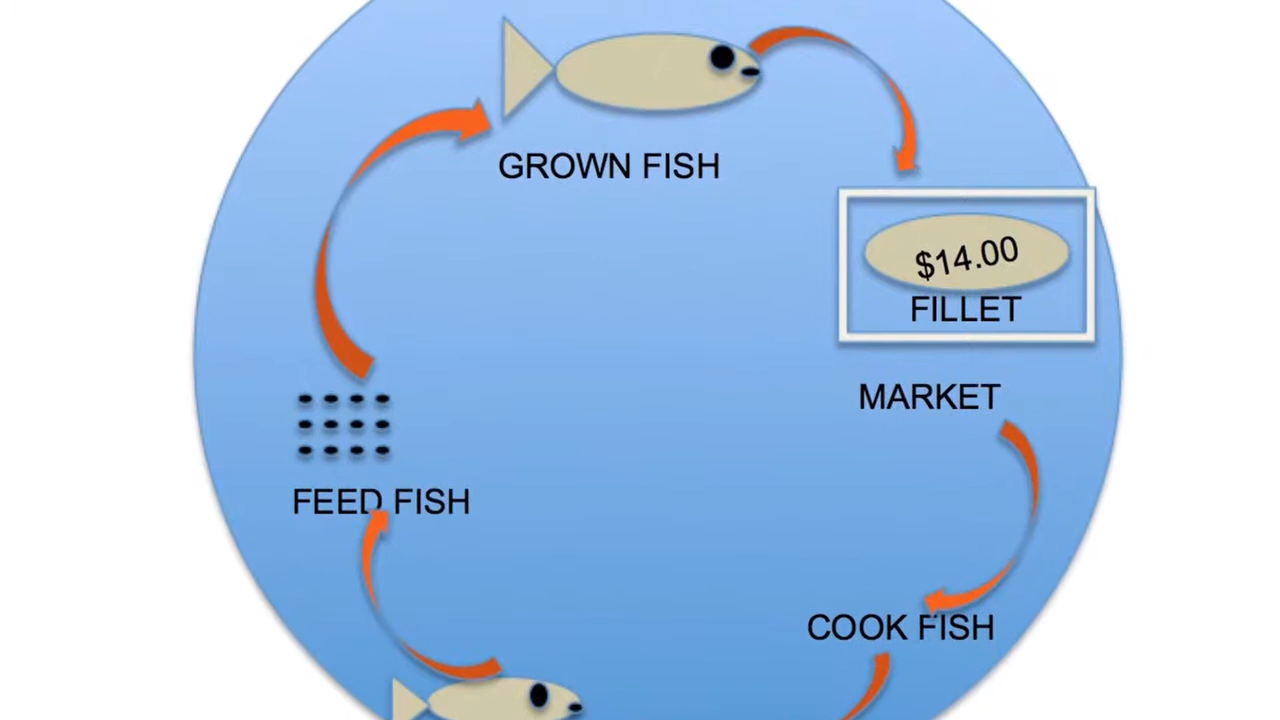 GROWN FISH
$14.00
FILLET
MARKET
FEED FISH
COOK FISH